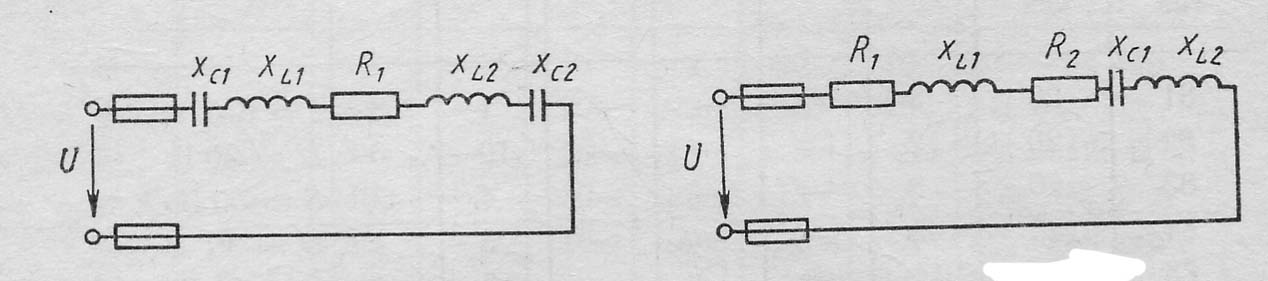 X_C1 X_L1 R_1 X_L2 X_C2
U
R_1 X_L1 R_2 X_C1 X_L2
U